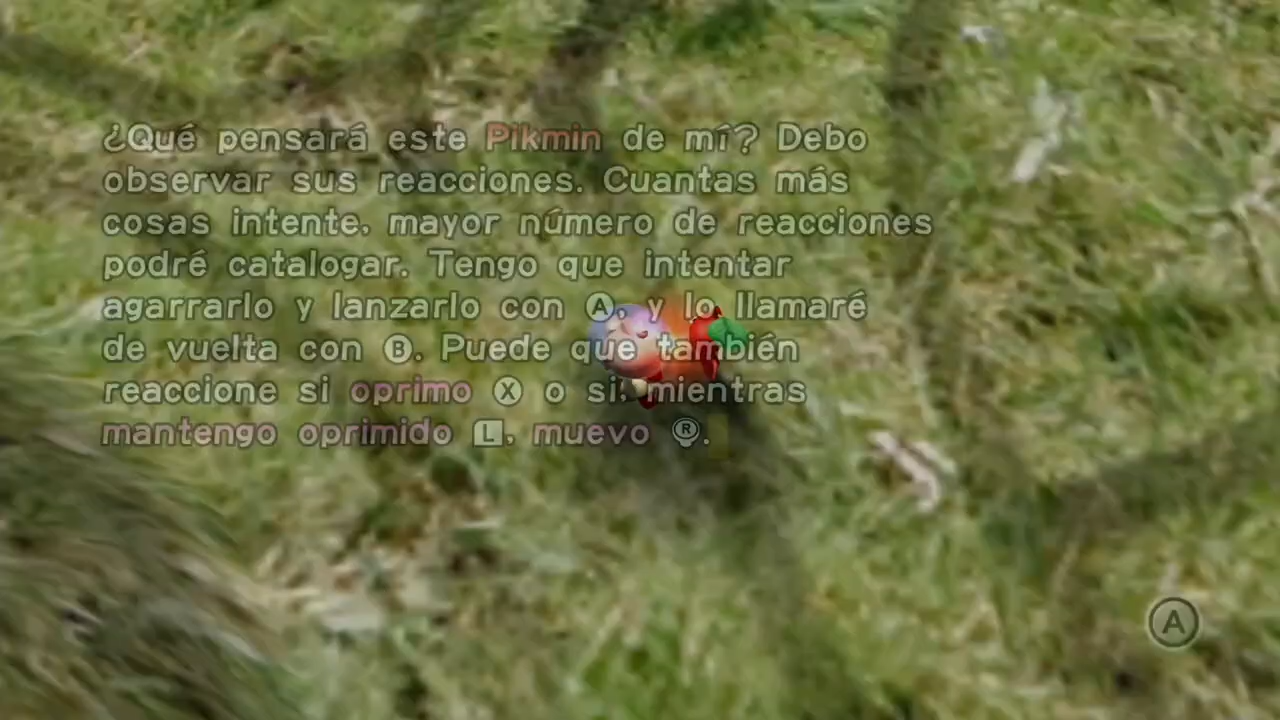 ¿Qué pensará este Pikmin de mí? Debo
observar sus reacciones. Cuantas más
cosas intente, mayor número de reacciones
podré catalogar. Tengo que intentar
agarrarlo y lanzarlo con A, y lo llamaré
de vuelta con B. Puede que también
reaccione si oprimo X o si, mientras
mantengo oprimido L, muevo R.
A